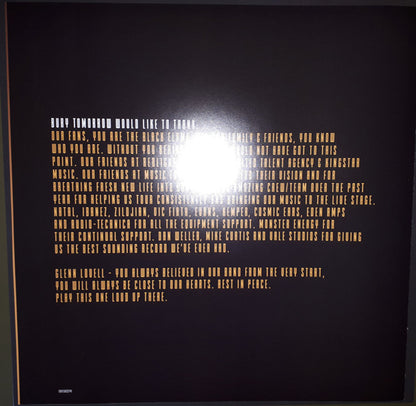 BURY TOMORROW WOULD LIKE TO THANK:
OUR FANS, YOU ARE THE BLACK FAMILY & FRIENDS, YOU KNOW
WHO YOU ARE. WITHOUT YOU NOT HAVE GOT TO THIS
POINT. OUR FRIENDS AT TALENT AGENCY & KINGSTAR
MUSIC. OUR FRIENDS AT MUSIC THEIR VISION AND FOR
BREATHING FRESH NEW LIFE INTO CREW/TEAM OVER THE PAST
YEAR FOR HELPING US TOUR CONSISTENTLY BRINGING OUR MUSIC TO THE LIVE STAGE.
NATAL, IBANEZ, ZILDJIAN, VIC FIRTH, EVANS, KEMPER, COSMIC EARS, EDEN AMPS
AND AUDIO-TECHNICA FOR ALL THE EQUIPMENT SUPPORT. MONSTER ENERGY FOR
THEIR CONTINUAL SUPPORT. DAN WELLER, MIKE CURTIS AND VALE STUDIOS FOR GIVING
US THE BEST SOUNDING RECORD WE'VE EVER HAD.
GLENN LOVELL - YOU ALWAYS BELIEVED IN OUR BAND FROM THE VERY START,
YOU WILL ALWAYS BE CLOSE TO OUR HEARTS. REST IN PEACE.
PLAY THIS ONE LOUD UP THERE.